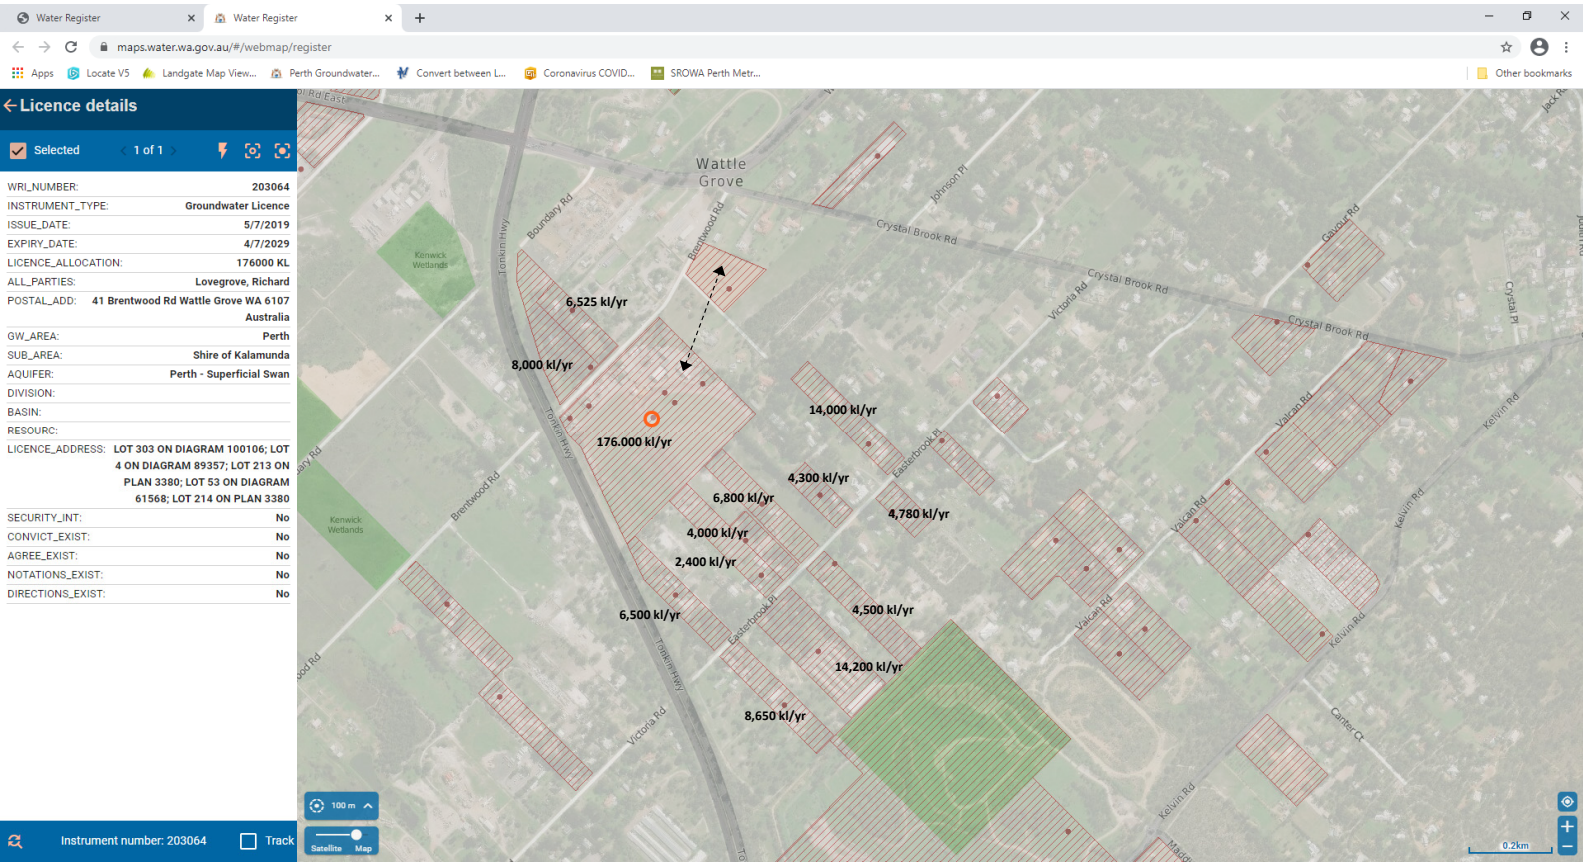 Water Register
Water Register
maps.water.wa.gov.au/#/webmap/register
Apps
Locate V5
Landgate Map View...
Perth Groundwater...
Convert between L...
Coronavirus COVID...
SROWA Perth Metr...
Other bookmarks
Licence details
Selected
1 of 1
WRI_NUMBER: 203064
INSTRUMENT_TYPE: Groundwater Licence
ISSUE_DATE: 5/7/2019
EXPIRY_DATE: 4/7/2029
LICENCE_ALLOCATION: 176000 KL
ALL_PARTIES: Lovegrove, Richard
POSTAL_ADD: 41 Brentwood Rd Wattle Grove WA 6107
Australia
GW_AREA: Perth
SUB_AREA: Shire of Kalamunda
AQUIFER: Perth - Superficial Swan
DIVISION:
BASIN:
RESOURC:
LICENCE_ADDRESS: LOT 303 ON DIAGRAM 100106; LOT
4 ON DIAGRAM 89357; LOT 213 ON
PLAN 3380; LOT 53 ON DIAGRAM
61568; LOT 214 ON PLAN 3380
SECURITY_INT: No
CONVICT_EXIST: No
AGREE_EXIST: No
NOTATIONS_EXIST: No
DIRECTIONS_EXIST: No
Instrument number: 203064
Track
Rd East
Wattle
Grove
Jack R
Johnson Pl
Boundary Rd
Tonkin Hwy
Brentwood Rd
Crystal Brook Rd
Gavour Rd
Kenwick
Wetlands
Crystal Brook Rd
Victoria Rd
Crystal Pl
6,525 kl/yr
Crystal Brook Rd
8,000 kl/yr
14,000 kl/yr
Valcan Rd
Kelvin Rd
Tonkin Hwy
176.000 kl/yr
Easterbrook Pl
ary Rd
4,300 kl/yr
Brentwood Rd
6,800 kl/yr
4,780 kl/yr
Valcan Rd
Kelvin Rd
Kenwick
Wetlands
4,000 kl/yr
2,400 kl/yr
6,500 kl/yr
Easterbrook Pl
4,500 kl/yr
Valcan Rd
Kelvin Rd
ood Rd
Tonkin Hwy
14,200 kl/yr
8,650 kl/yr
Victoria Rd
Canter Ct
Kelvin Rd
100 m
Satellite
Map
To
Madd
0.2km